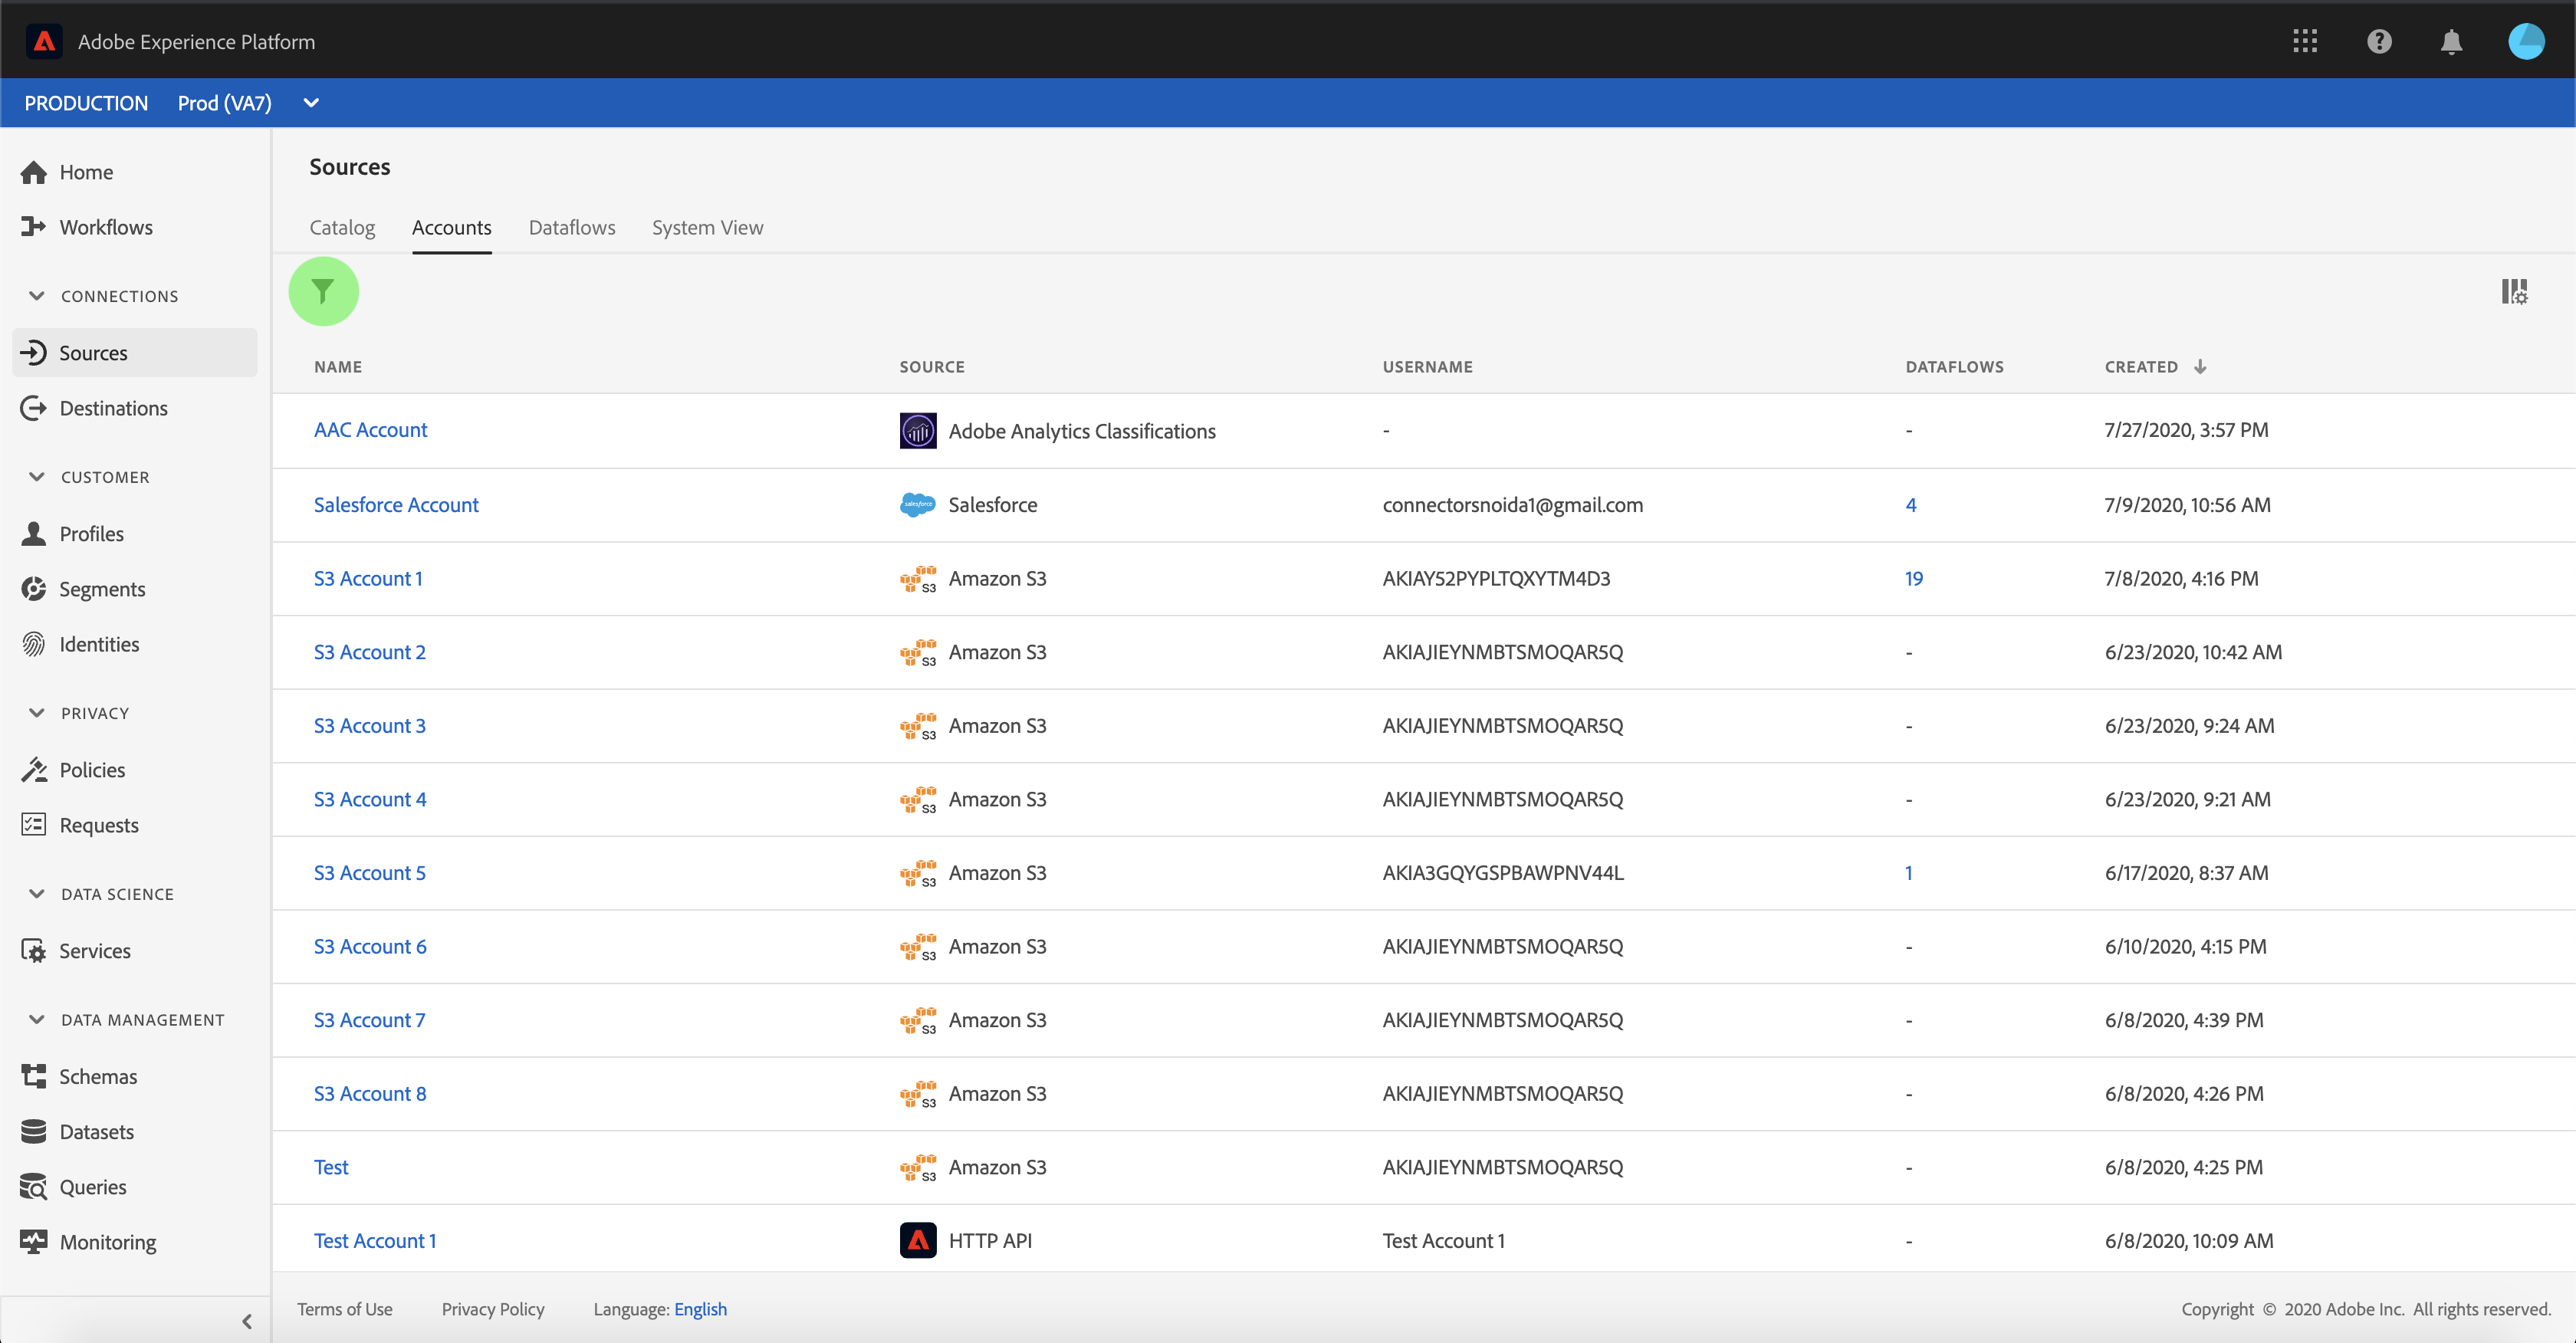 Adobe Experience Platform
PRODUCTION Prod (VA7)
Home
Workflows
CONNECTIONS
Sources
Destinations
CUSTOMER
Profiles
Segments
Identities
PRIVACY
Policies
Requests
DATA SCIENCE
Services
DATA MANAGEMENT
Schemas
Datasets
Queries
Monitoring
Sources
Catalog Accounts Dataflows System View
NAME SOURCE USERNAME DATAFLOWS CREATED
AAC Account Adobe Analytics Classifications - - 7/27/2020, 3:57 PM
Salesforce Account salesforce Salesforce connectorsnoida1@gmail.com 4 7/9/2020, 10:56 AM
S3 Account 1 S3 Amazon S3 AKIAY52PYPLTQXYTM4D3 19 7/8/2020, 4:16 PM
S3 Account 2 S3 Amazon S3 AKIAJIEYNMBTSMOQAR5Q - 6/23/2020, 10:42 AM
S3 Account 3 S3 Amazon S3 AKIAJIEYNMBTSMOQAR5Q - 6/23/2020, 9:24 AM
S3 Account 4 S3 Amazon S3 AKIAJIEYNMBTSMOQAR5Q - 6/23/2020, 9:21 AM
S3 Account 5 S3 Amazon S3 AKIA3GQYGSPBAWPNV44L 1 6/17/2020, 8:37 AM
S3 Account 6 S3 Amazon S3 AKIAJIEYNMBTSMOQAR5Q - 6/10/2020, 4:15 PM
S3 Account 7 S3 Amazon S3 AKIAJIEYNMBTSMOQAR5Q - 6/8/2020, 4:39 PM
S3 Account 8 S3 Amazon S3 AKIAJIEYNMBTSMOQAR5Q - 6/8/2020, 4:26 PM
Test S3 Amazon S3 AKIAJIEYNMBTSMOQAR5Q - 6/8/2020, 4:25 PM
Test Account 1 HTTP API Test Account 1 - 6/8/2020, 10:09 AM
Terms of Use Privacy Policy Language: English Copyright © 2020 Adobe Inc. All rights reserved.